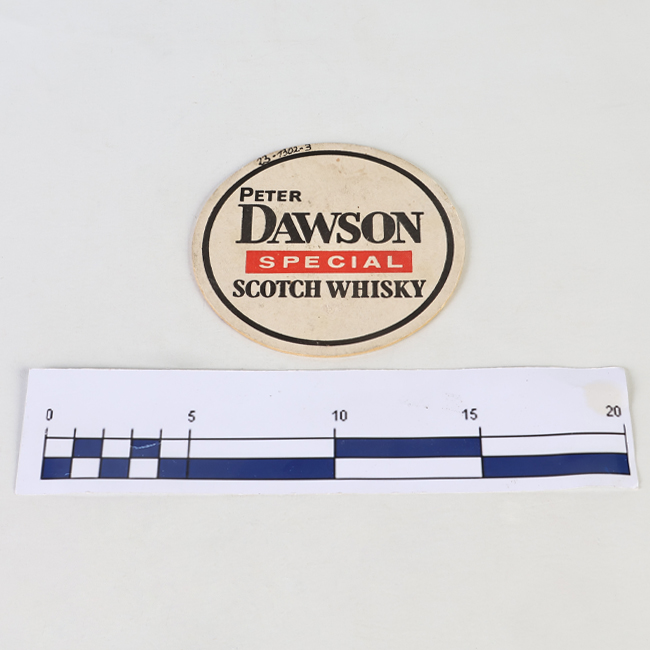 23-7302-3
PETER
DAWSON
SPECIAL
SCOTCH WHISKY
0 5 10 15 20